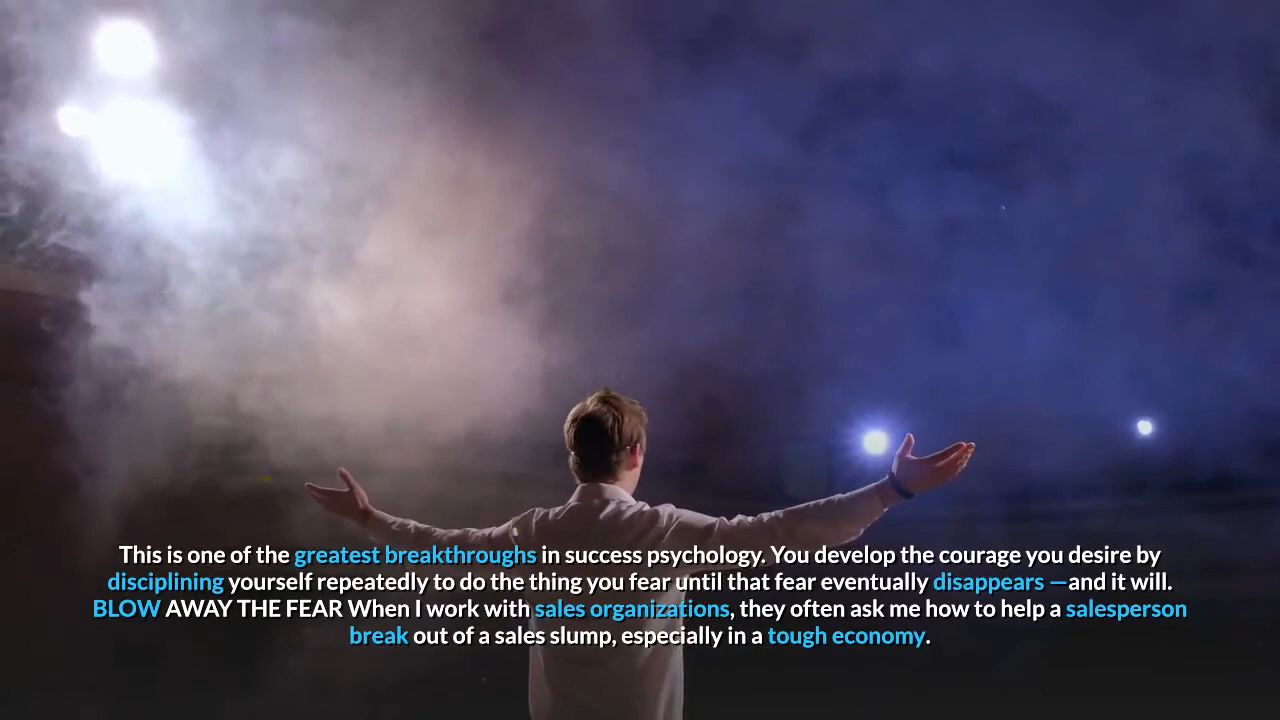 This is one of the greatest breakthroughs in success psychology. You develop the courage you desire by
disciplining yourself repeatedly to do the thing you fear until that fear eventually disappears —and it will.
BLOW AWAY THE FEAR When I work with sales organizations, they often ask me how to help a salesperson
break out of a sales slump, especially in a tough economy.